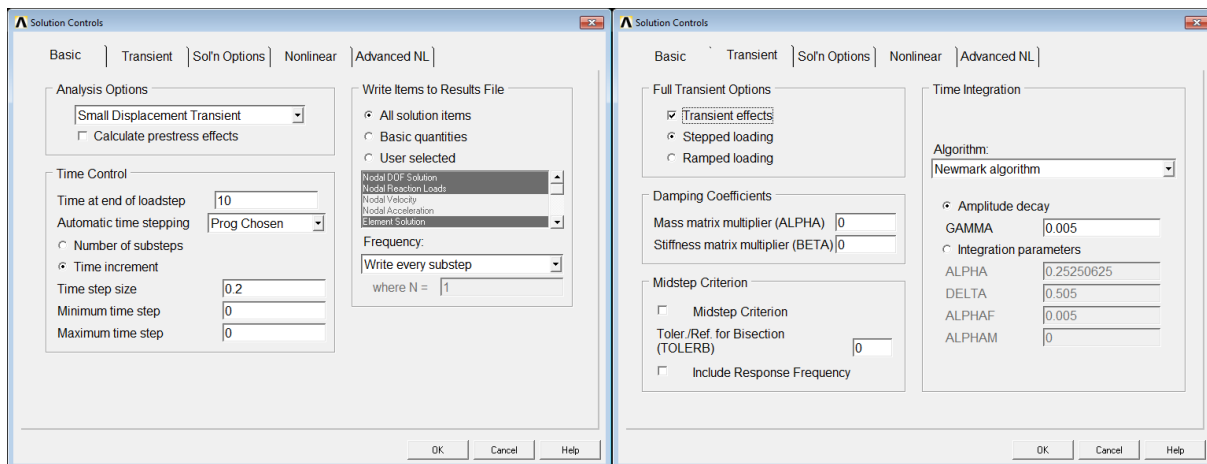 Solution Controls
Basic
Transient
Sol'n Options
Nonlinear
Advanced NL
Analysis Options
Small Displacement Transient
Calculate prestress effects
Time Control
Time at end of loadstep 10
Automatic time stepping Prog Chosen
Number of substeps
Time increment
Time step size 0.2
Minimum time step 0
Maximum time step 0
Write Items to Results File
All solution items
Basic quantities
User selected
Nodal DOF Solution
Nodal Reaction Loads
Nodal Velocity
Nodal Acceleration
Element Solution
Frequency:
Write every substep
where N = 1
OK
Cancel
Help
Solution Controls
Basic
Transient
Sol'n Options
Nonlinear
Advanced NL
Full Transient Options
Transient effects
Stepped loading
Ramped loading
Damping Coefficients
Mass matrix multiplier (ALPHA) 0
Stiffness matrix multiplier (BETA) 0
Midstep Criterion
Midstep Criterion
Toler./Ref. for Bisection
(TOLERB) 0
Include Response Frequency
Time Integration
Algorithm:
Newmark algorithm
Amplitude decay
GAMMA 0.005
Integration parameters
ALPHA 0.25250625
DELTA 0.505
ALPHAF 0.005
ALPHAM 0
OK
Cancel
Help